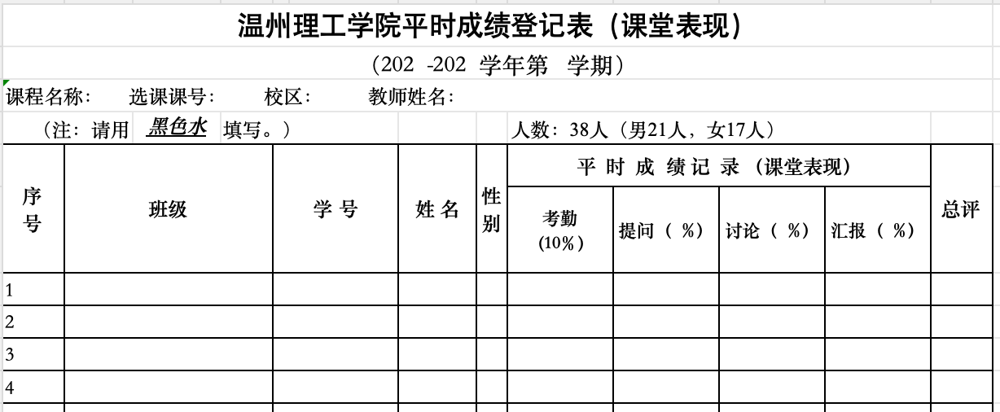 温州理工学院平时成绩登记表（课堂表现）
（202  -202  学年第  学期）
课程名称：  选课课号：  校区：  教师姓名：
（注：请用 黑色水 填写。）  人数：38人（男21人，女17人）
序号 班级 学 号 姓 名 性别 平 时 成 绩 记 录 （课堂表现） 总评
考勤（10%） 提问（ %） 讨论（ %） 汇报（ %）
1
2
3
4